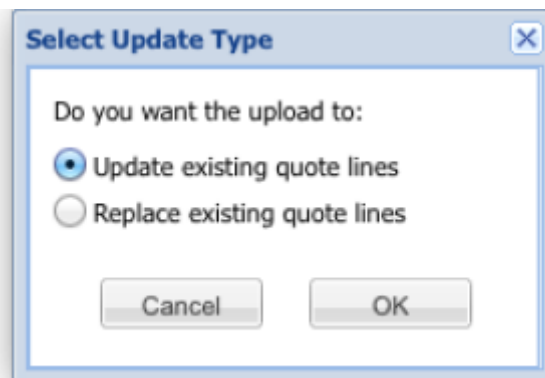 Select Update Type
Do you want the upload to:
Update existing quote lines
Replace existing quote lines
Cancel
OK